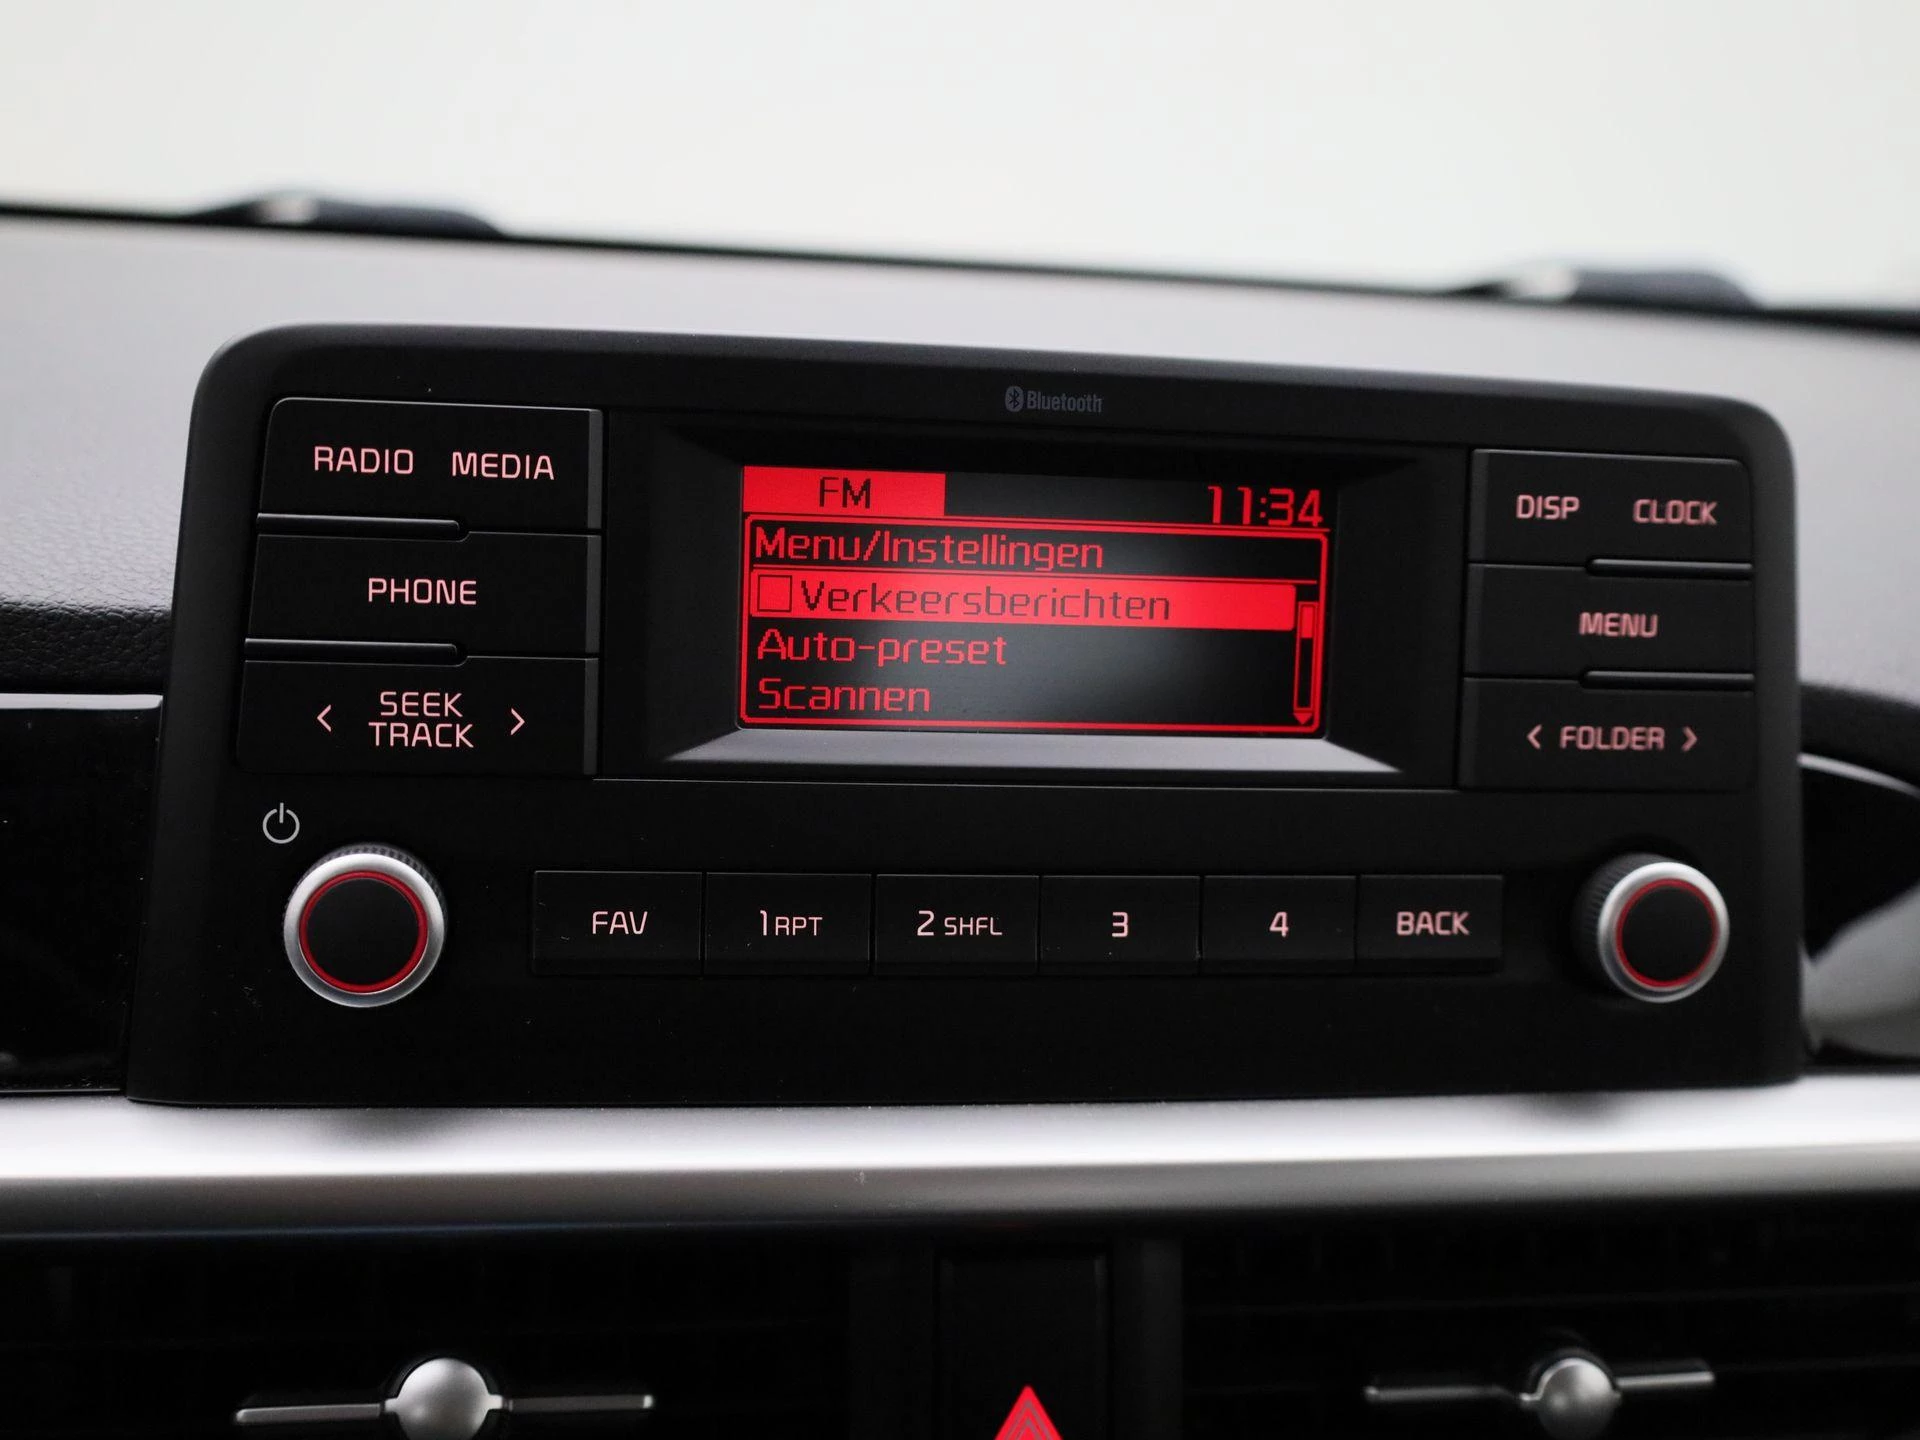 Bluetooth
RADIO MEDIA
PHONE
< SEEK TRACK >
FM 11:34
Menu/Instellingen
Verkeersberichten
Auto-preset
Scannen
DISP CLOCK
MENU
< FOLDER >
FAV 1 RPT 2 SHFL 3 4 BACK